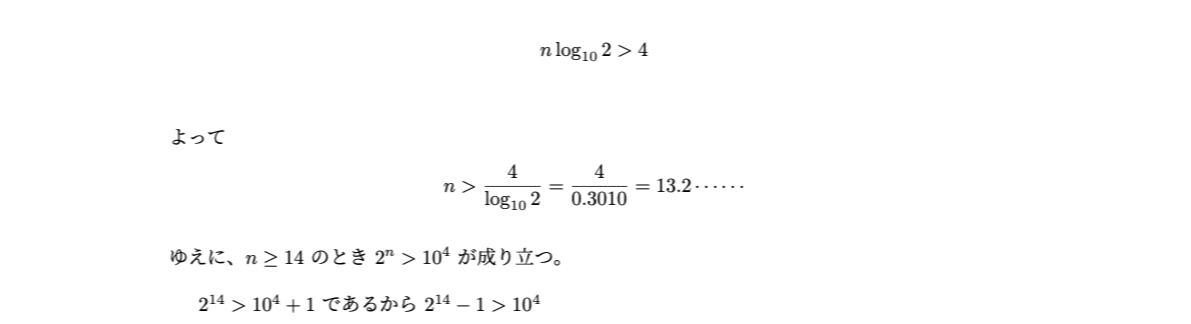 n log₁₀ 2 > 4
よって
n > 4/(log₁₀ 2) = 4/0.3010 = 13.2⋯⋯
ゆえに、n ≥ 14 のとき 2ⁿ > 10⁴ が成り立つ。
2¹⁴ > 10⁴ + 1 であるから 2¹⁴ − 1 > 10⁴